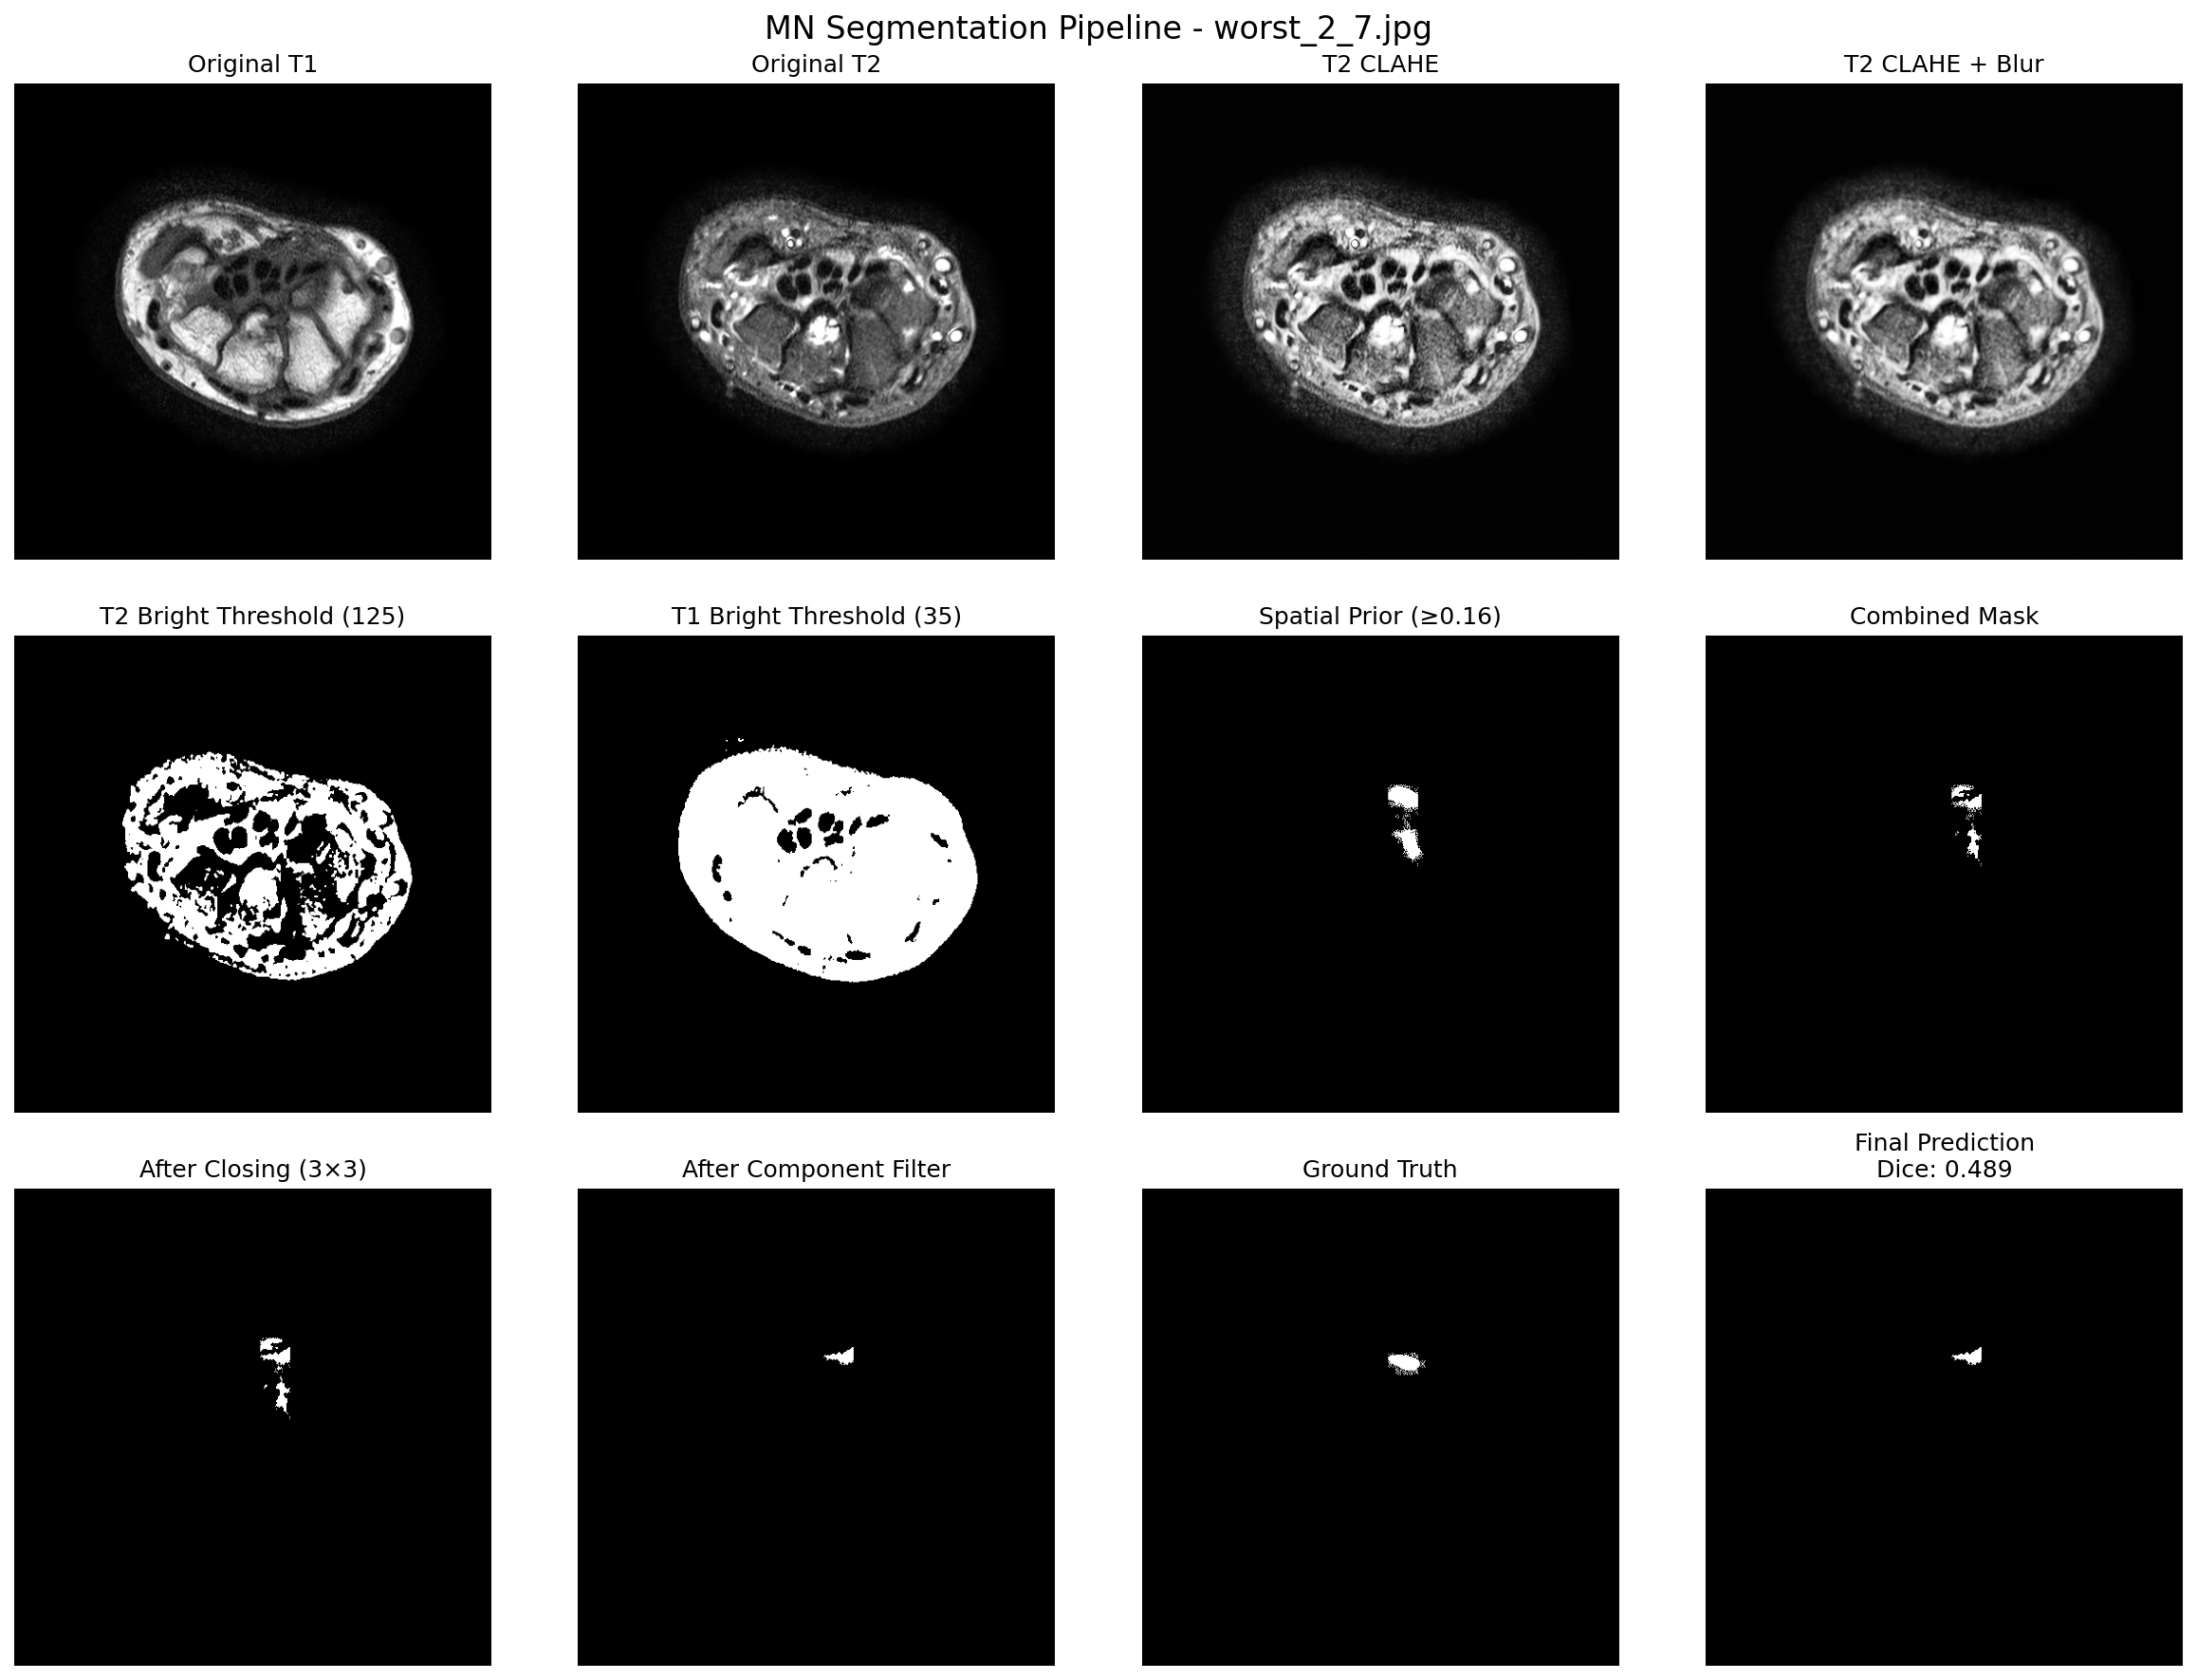 MN Segmentation Pipeline - worst_2_7.jpg
Original T1
Original T2
T2 CLAHE
T2 CLAHE + Blur
T2 Bright Threshold (125)
T1 Bright Threshold (35)
Spatial Prior (≥0.16)
Combined Mask
After Closing (3×3)
After Component Filter
Ground Truth
Final Prediction
Dice: 0.489